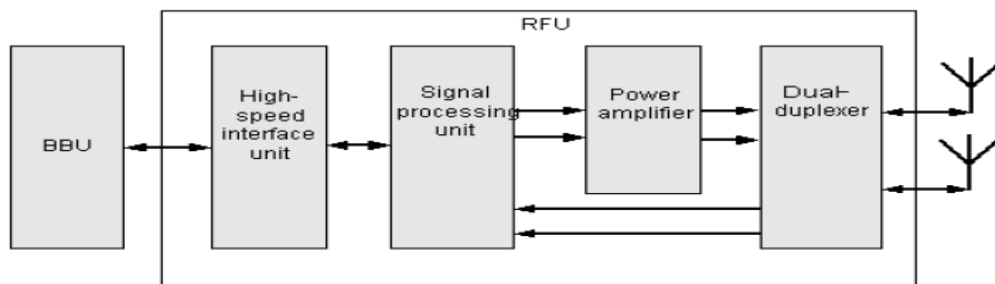 RFU
BBU
High-
speed
interface
unit
Signal
processing
unit
Power
amplifier
Dual-
duplexer